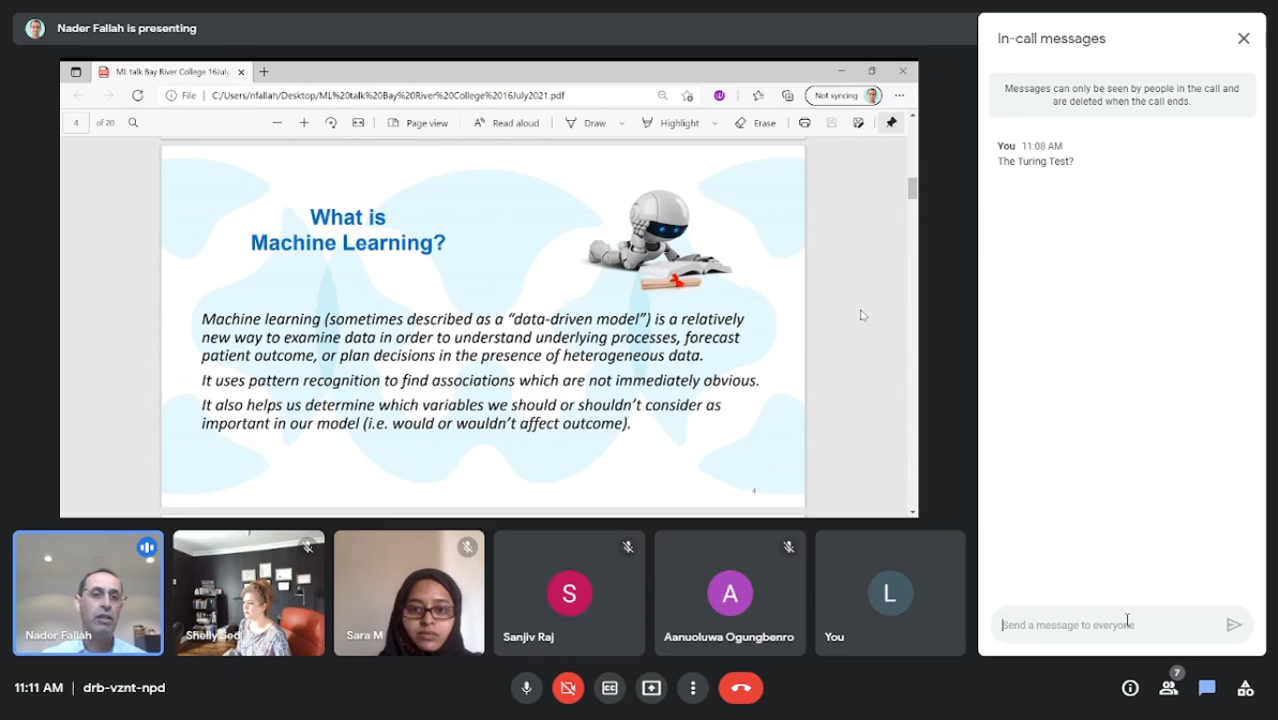 Nader Fallah is presenting
ML talk Bay River College 16July
File
C:/Users/nfallah/Desktop/ML%20talk%20Bay%20River%20College%2016July2021.pdf
Not syncing
4 of 20
Page view
Read aloud
Draw
Highlight
Erase
What is
Machine Learning?
Machine learning (sometimes described as a “data-driven model”) is a relatively
new way to examine data in order to understand underlying processes, forecast
patient outcome, or plan decisions in the presence of heterogeneous data.
It uses pattern recognition to find associations which are not immediately obvious.
It also helps us determine which variables we should or shouldn’t consider as
important in our model (i.e. would or wouldn’t affect outcome).
4
Nader Fallah
Shelly Sed
Sara M
S
Sanjiv Raj
A
Aanuoluwa Ogungbenro
L
You
11:11 AM | drb-vznt-npd
7
In-call messages
Messages can only be seen by people in the call and
are deleted when the call ends.
You 11:08 AM
The Turing Test?
Send a message to everyone